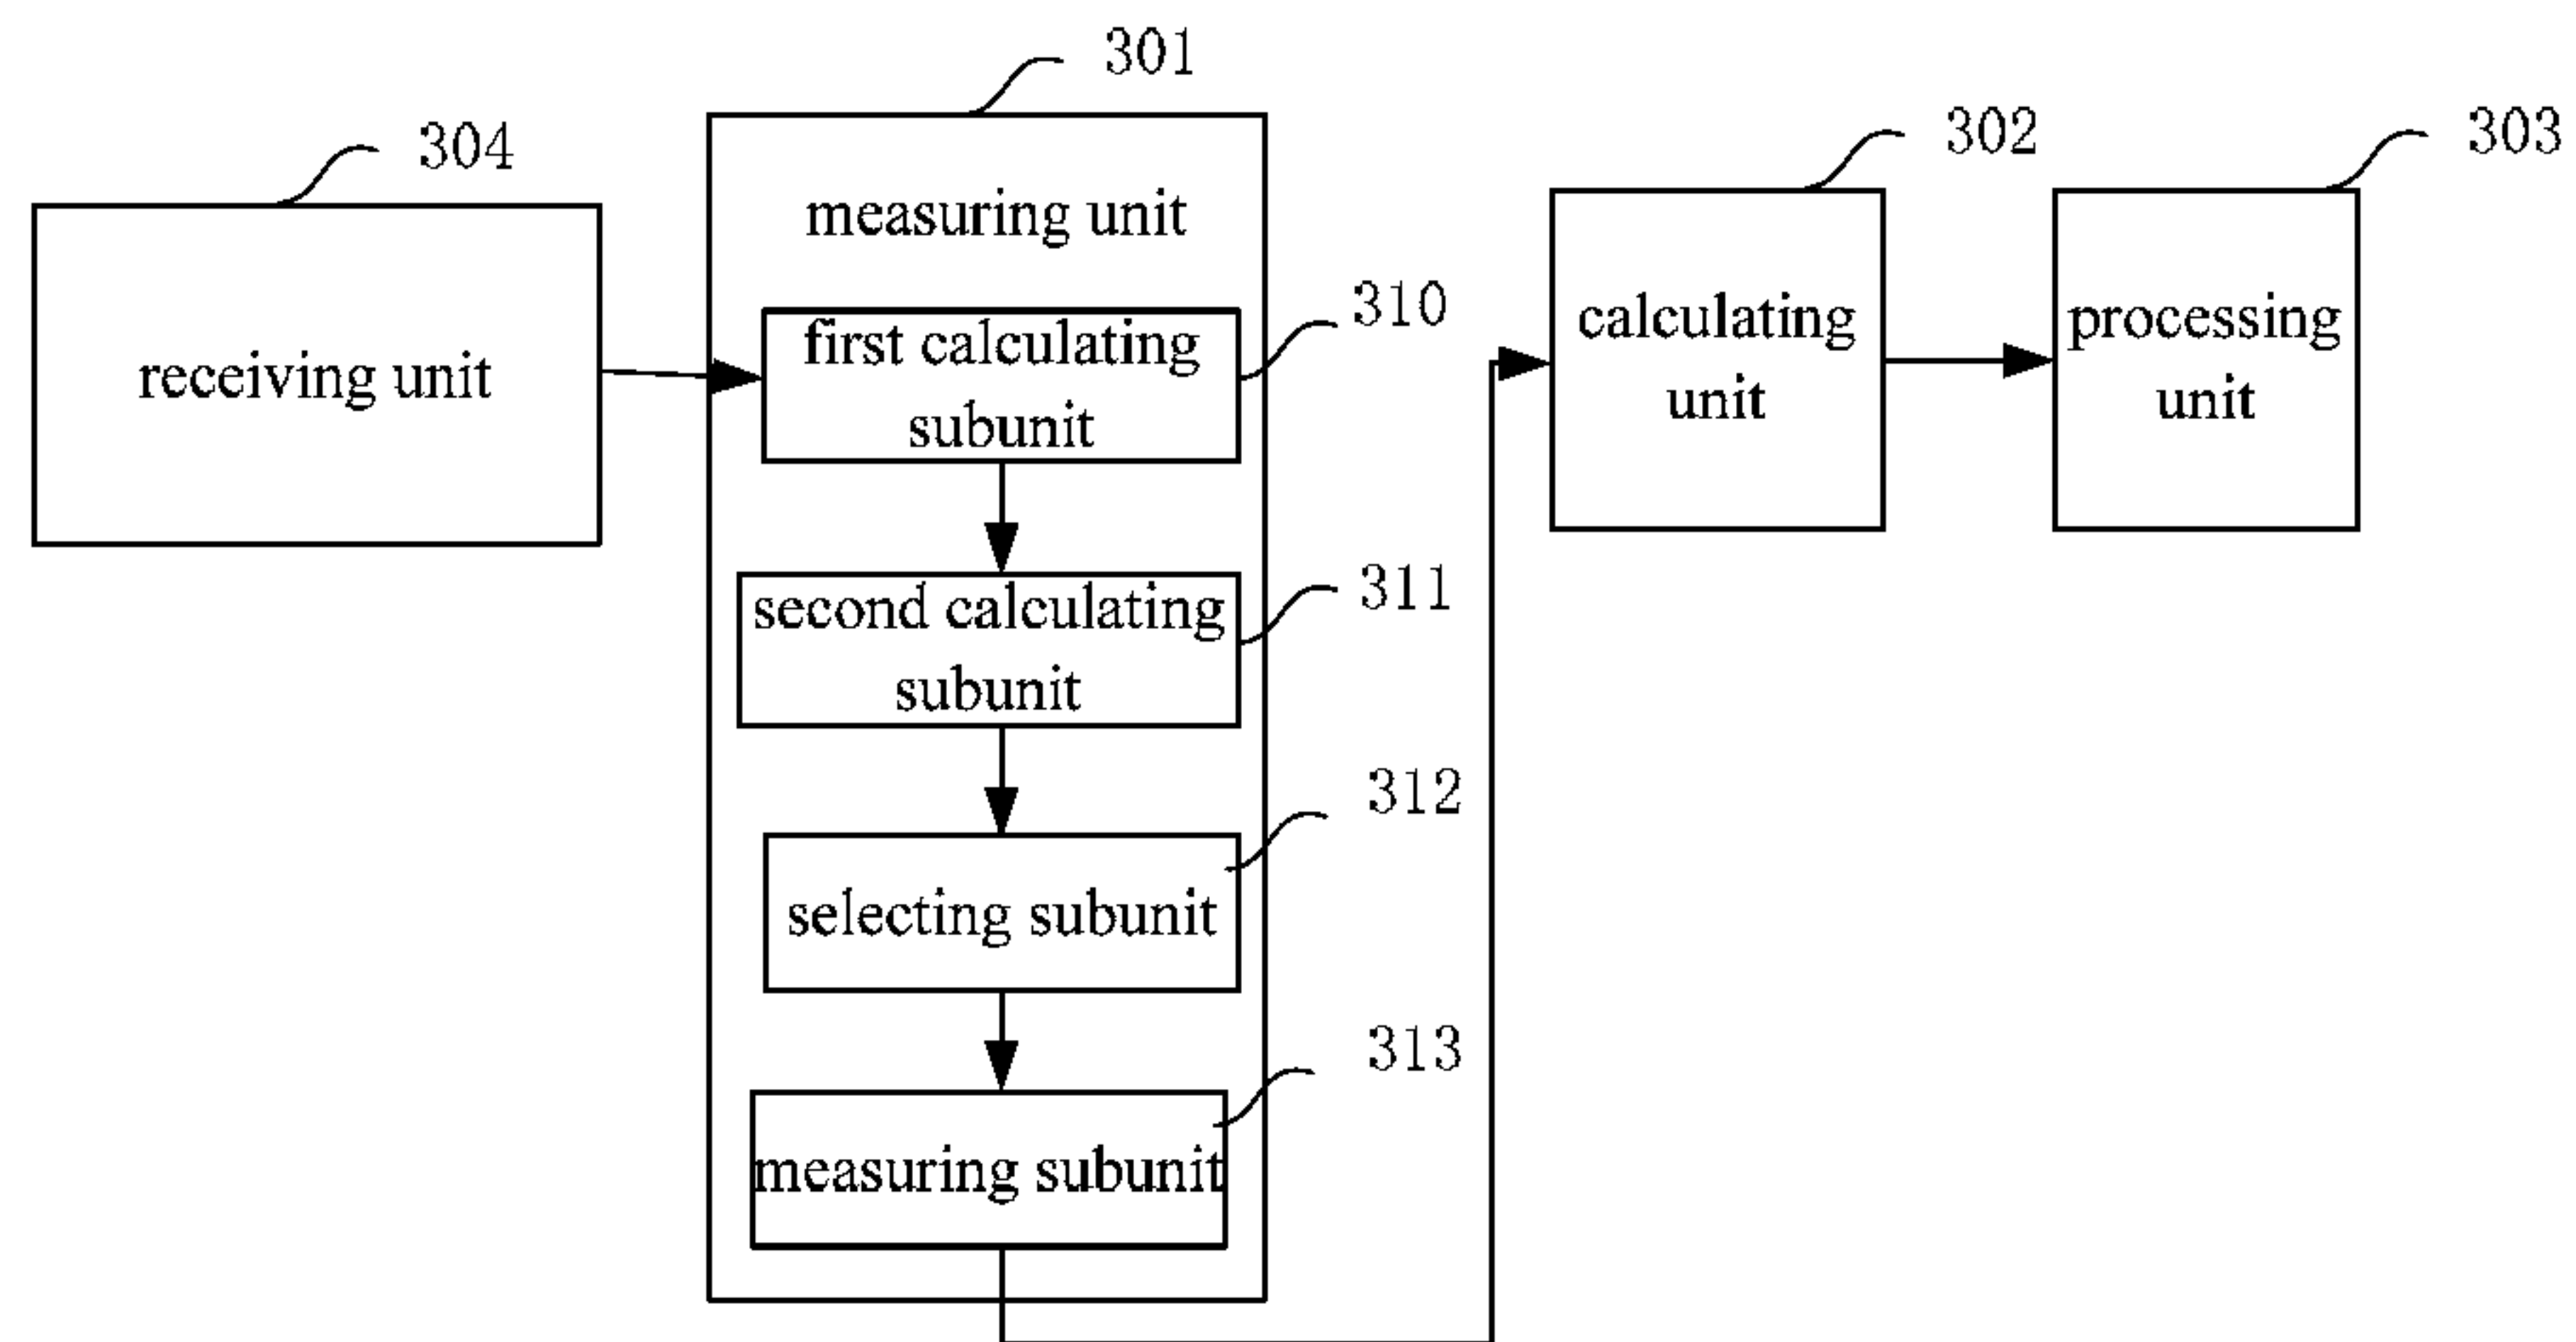 301
304
302
303
measuring unit
receiving unit
310
first calculating
subunit
calculating
unit
processing
unit
311
second calculating
subunit
312
selecting subunit
313
measuring subunit